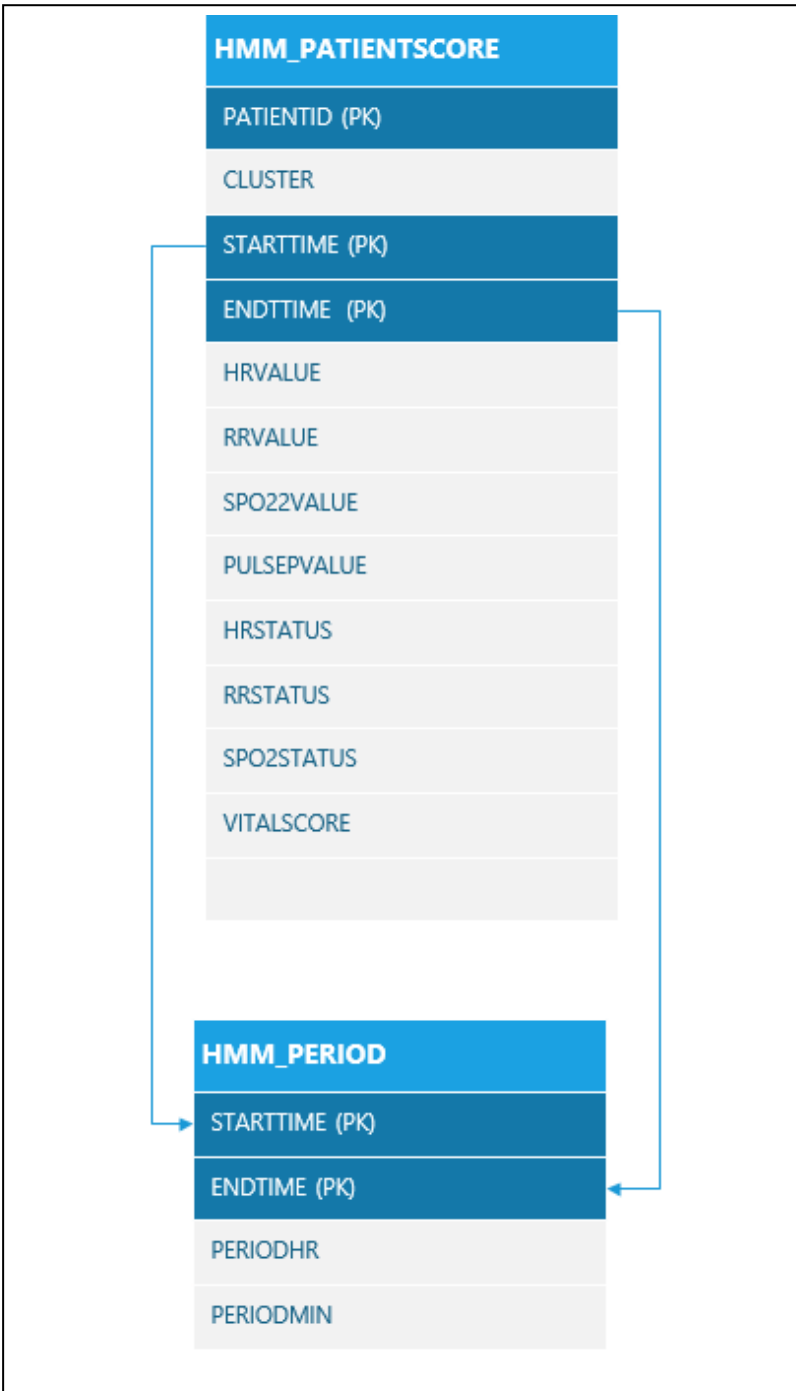 HMM_PATIENTSCORE
PATIENTID (PK)
CLUSTER
STARTTIME (PK)
ENDTTIME (PK)
HRVALUE
RRVALUE
SPO22VALUE
PULSEPVALUE
HRSTATUS
RRSTATUS
SPO2STATUS
VITALSCORE
HMM_PERIOD
STARTTIME (PK)
ENDTIME (PK)
PERIODHR
PERIODMIN